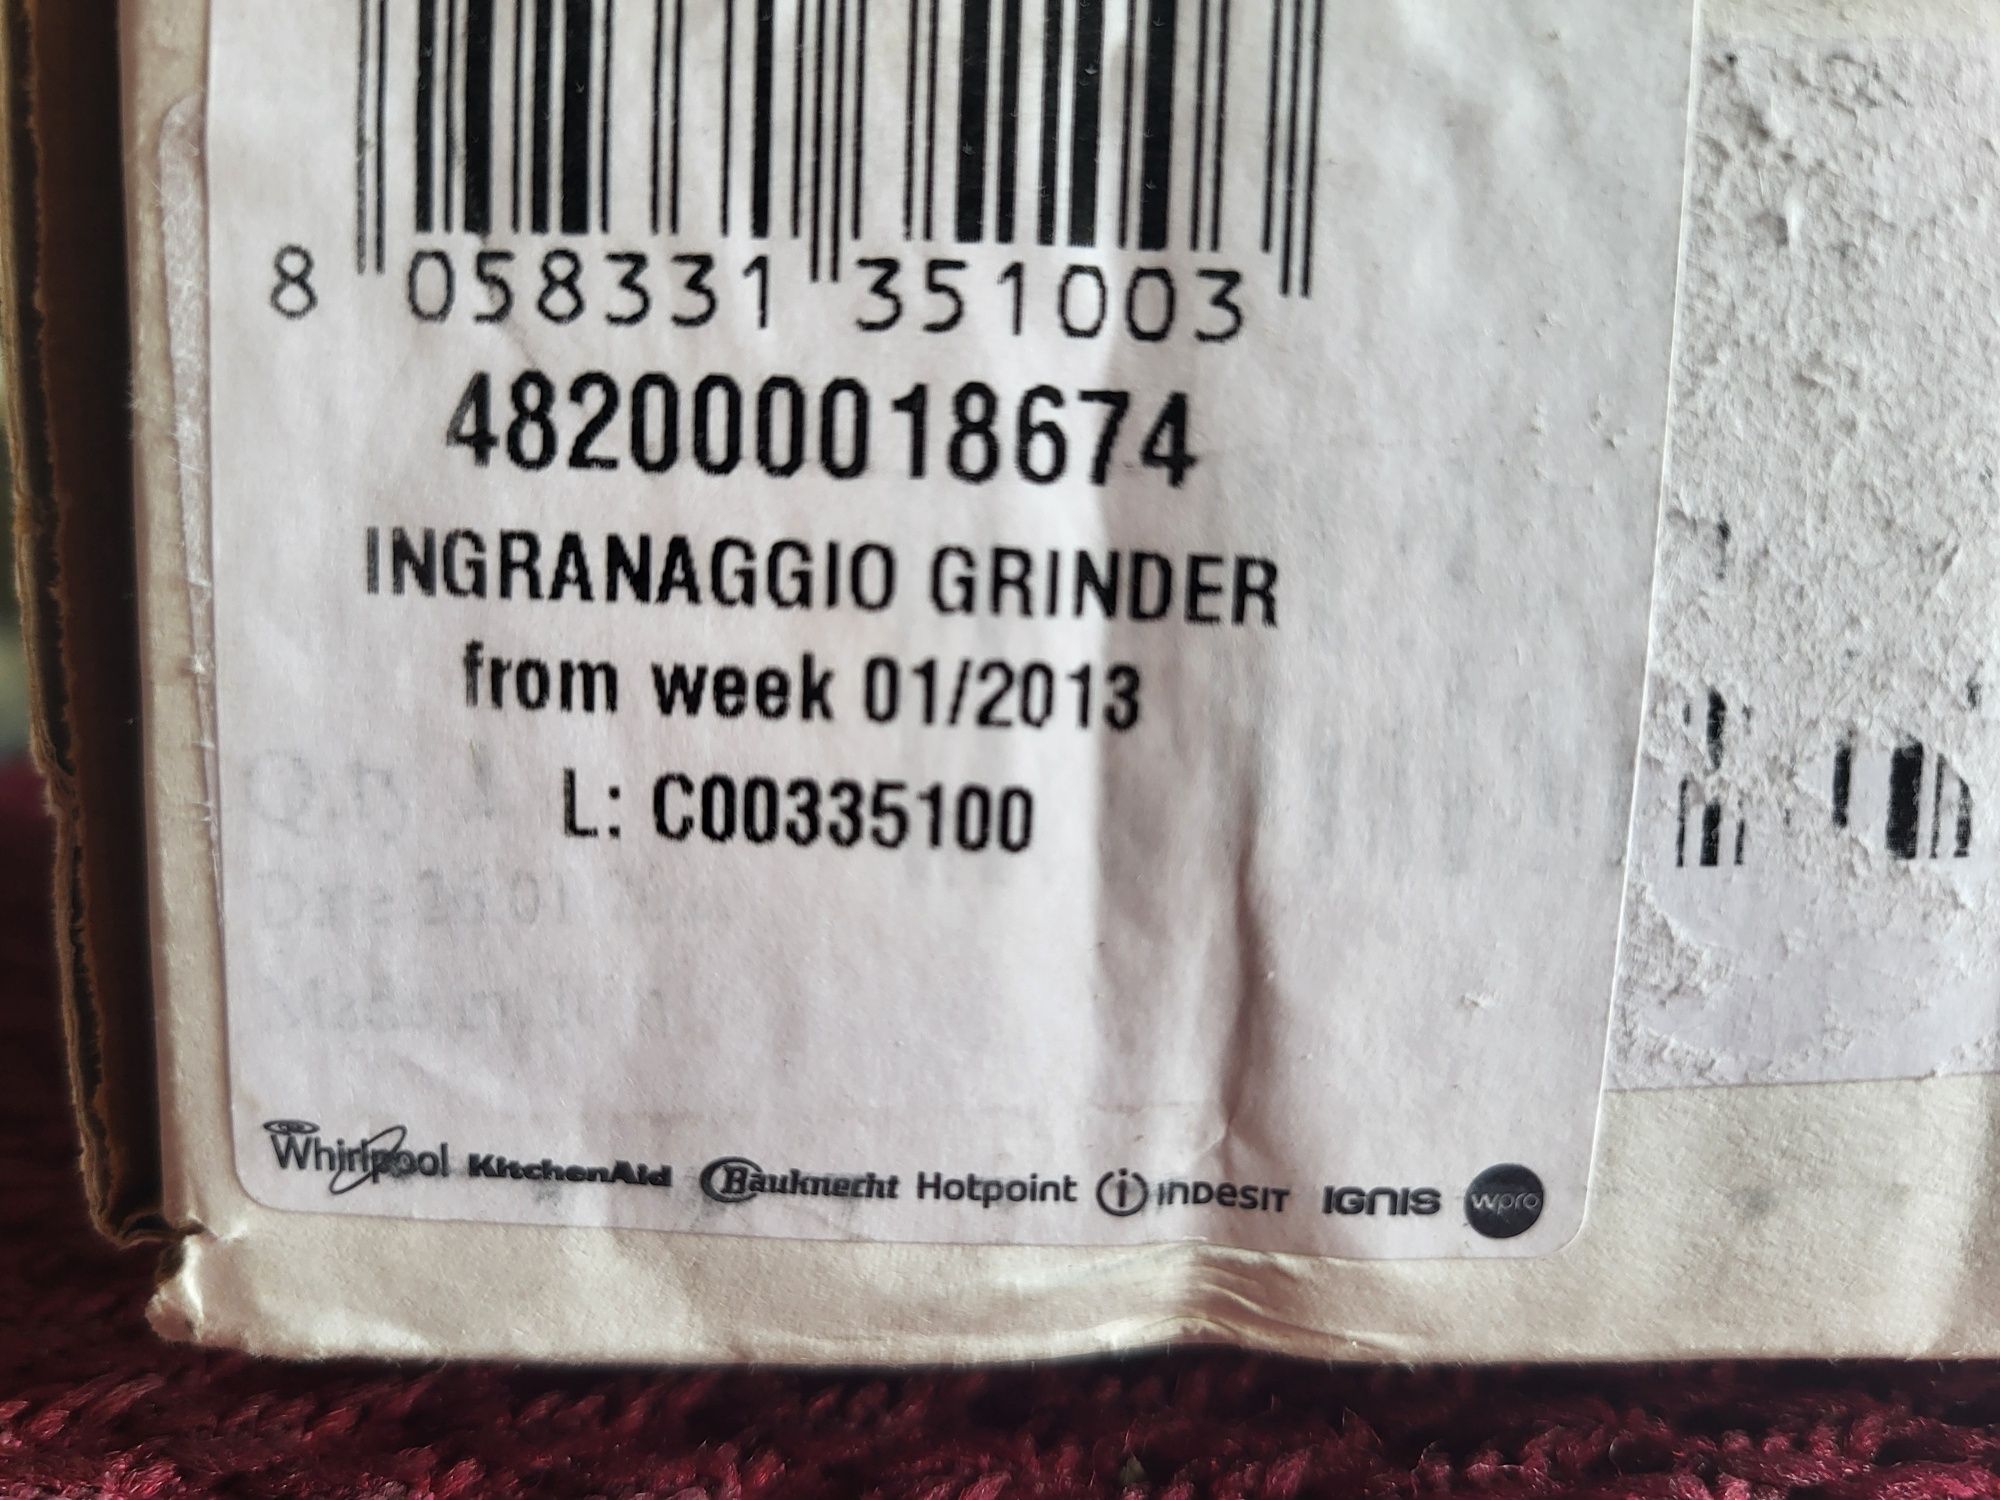 8 058331 351003
482000018674
INGRANAGGIO GRINDER
from week 01/2013
L: C00335100
Whirlpool KitchenAid Bauknecht Hotpoint indesit IGNIS wpro